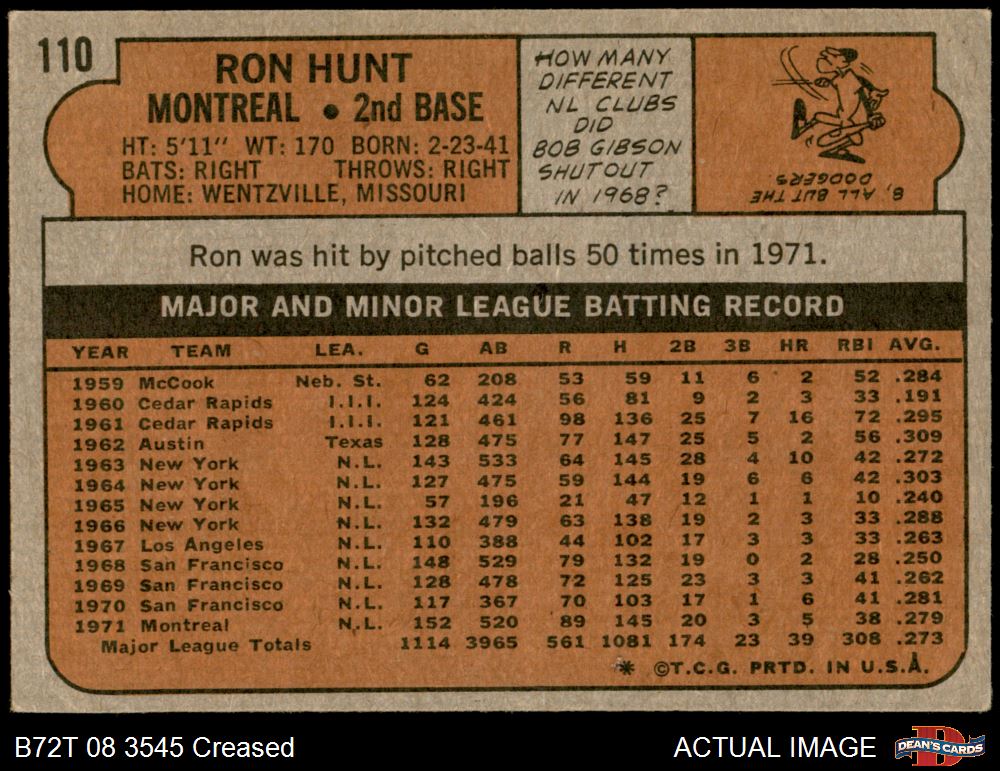 110
RON HUNT
MONTREAL • 2nd BASE
HT: 5'11" WT: 170 BORN: 2-23-41
BATS: RIGHT THROWS: RIGHT
HOME: WENTZVILLE, MISSOURI
HOW MANY
DIFFERENT
NL CLUBS
DID
BOB GIBSON
SHUTOUT
IN 1968?
8, ALL BUT THE
DODGERS.
Ron was hit by pitched balls 50 times in 1971.
MAJOR AND MINOR LEAGUE BATTING RECORD
YEAR TEAM LEA. G AB R H 2B 3B HR RBI AVG.
1959 McCook Neb. St. 62 208 53 59 11 6 2 52 .284
1960 Cedar Rapids I.I.I. 124 424 56 81 9 2 3 33 .191
1961 Cedar Rapids I.I.I. 121 461 98 136 25 7 16 72 .295
1962 Austin Texas 128 475 77 147 25 5 2 56 .309
1963 New York N.L. 143 533 64 145 28 4 10 42 .272
1964 New York N.L. 127 475 59 144 19 6 6 42 .303
1965 New York N.L. 57 196 21 47 12 1 1 10 .240
1966 New York N.L. 132 479 63 138 19 2 3 33 .288
1967 Los Angeles N.L. 110 388 44 102 17 3 3 33 .263
1968 San Francisco N.L. 148 529 79 132 19 0 2 28 .250
1969 San Francisco N.L. 128 478 72 125 23 3 3 41 .262
1970 San Francisco N.L. 117 367 70 103 17 1 6 41 .281
1971 Montreal N.L. 152 520 89 145 20 3 5 38 .279
Major League Totals 1114 3965 561 1081 174 23 39 308 .273
* ©T.C.G. PRTD. IN U.S.A.
B72T 08 3545 Creased
ACTUAL IMAGE
D
DEAN'S CARDS